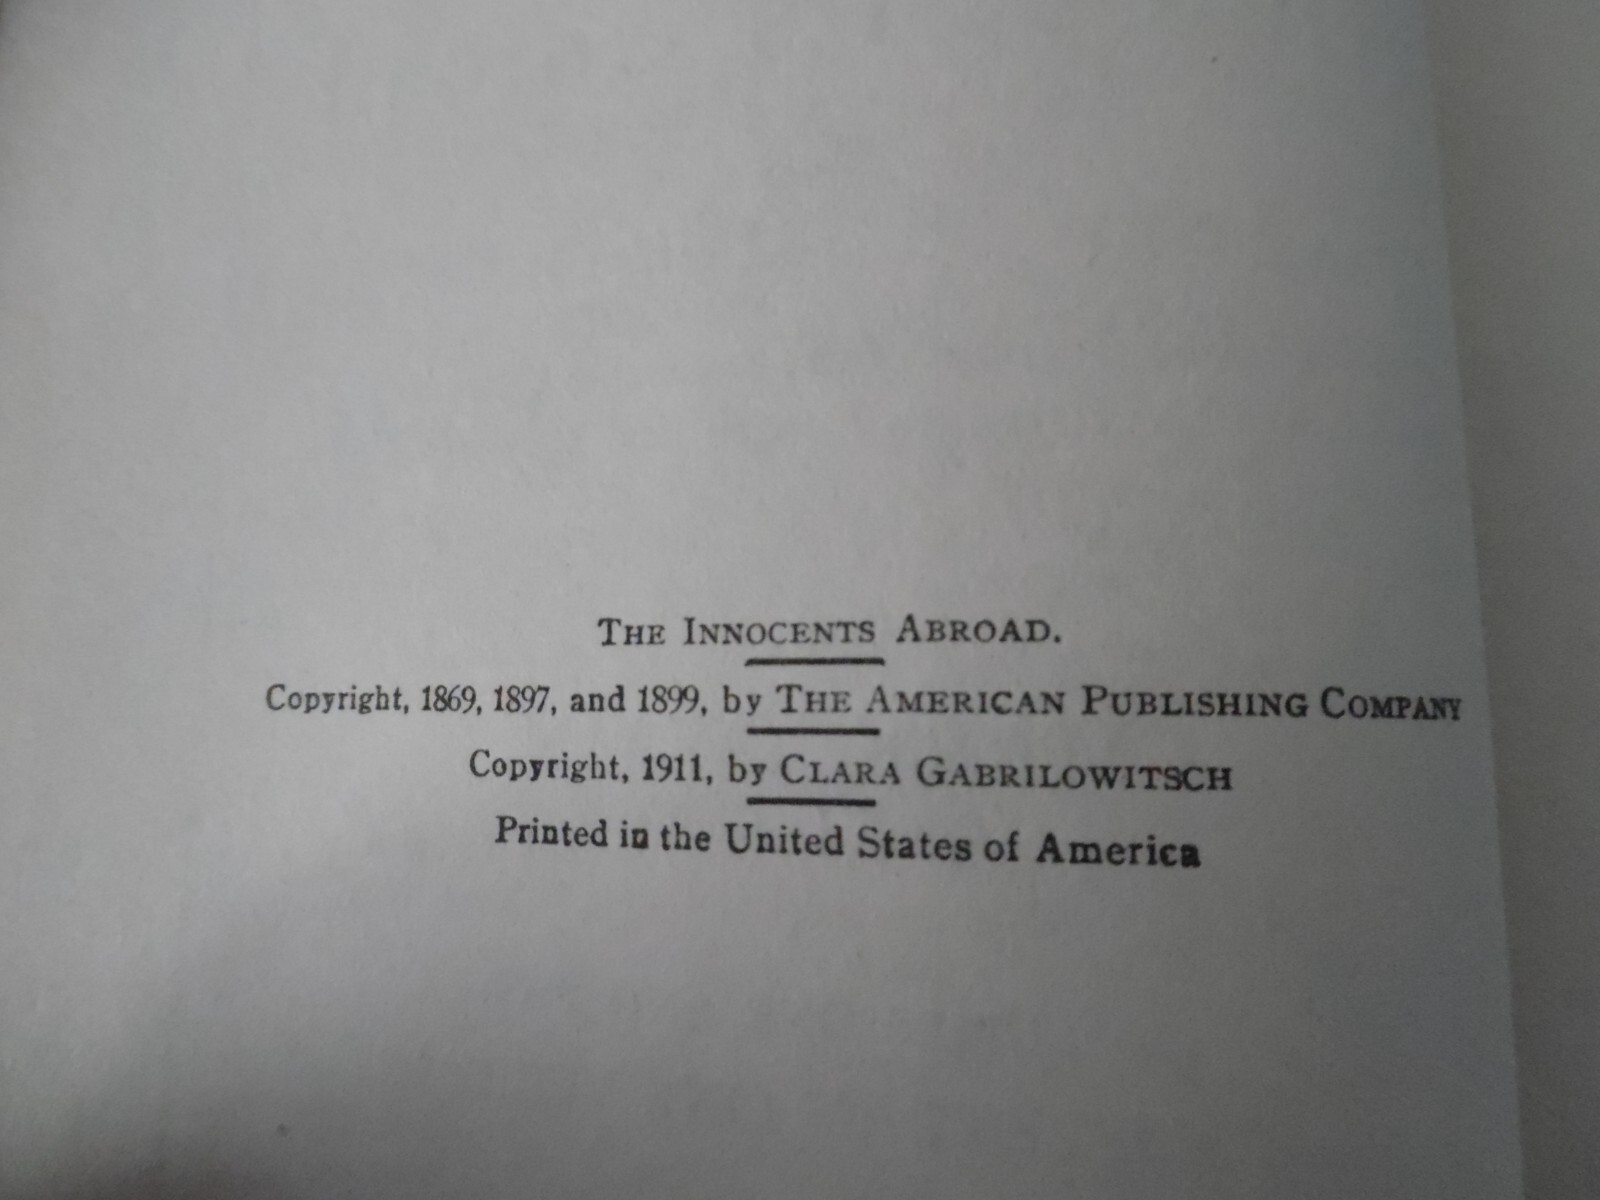 THE INNOCENTS ABROAD.
Copyright, 1869, 1897, and 1899, by THE AMERICAN PUBLISHING COMPANY
Copyright, 1911, by CLARA GABRILOWITSCH
Printed in the United States of America